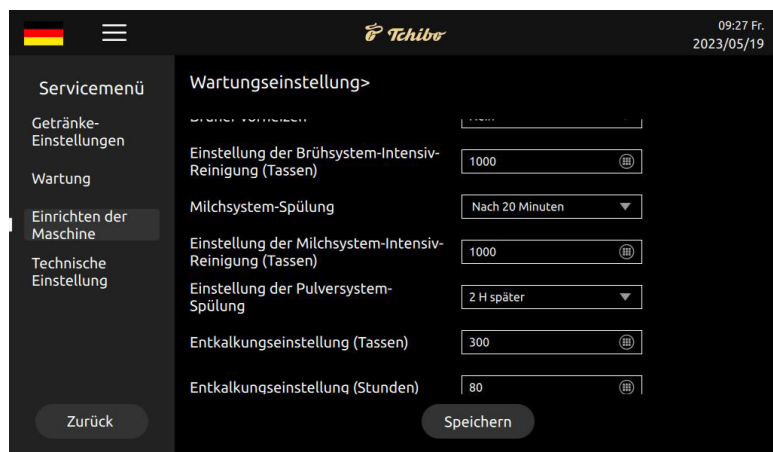 Tchibo
09:27 Fr.
2023/05/19
Servicemenü
Getränke-
Einstellungen
Wartung
Einrichten der
Maschine
Technische
Einstellung
Zurück
Wartungseinstellung>
Einstellung der Brühsystem-Intensiv-
Reinigung (Tassen)
1000
Milchsystem-Spülung
Nach 20 Minuten
Einstellung der Milchsystem-Intensiv-
Reinigung (Tassen)
1000
Einstellung der Pulversystem-
Spülung
2 H später
Entkalkungseinstellung (Tassen)
300
Entkalkungseinstellung (Stunden)
80
Speichern